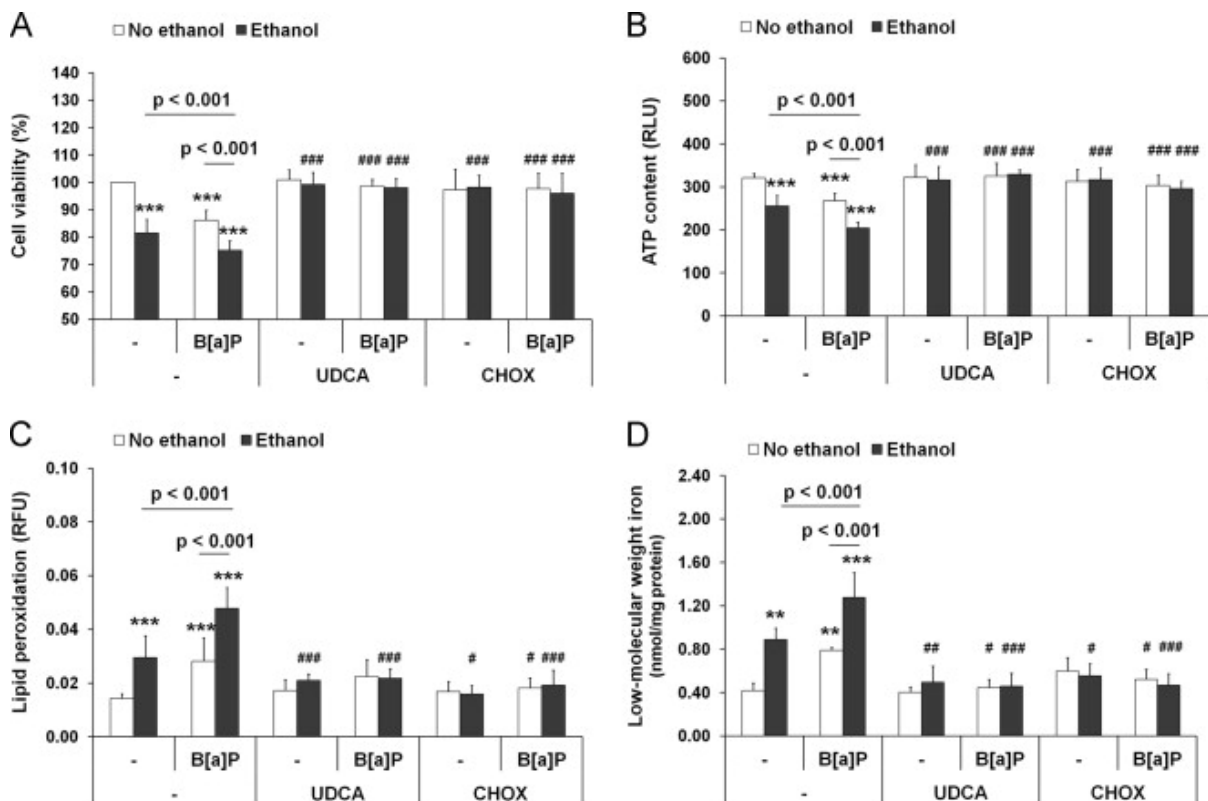 A
No ethanol Ethanol
Cell viability (%)
140
130
120
110
100
90
80
70
60
50
p < 0.001
p < 0.001
*** *** ***
### ### ### ### ### ###
- B[a]P - B[a]P - B[a]P
- UDCA CHOX
B
No ethanol Ethanol
ATP content (RLU)
600
500
400
300
200
100
0
p < 0.001
p < 0.001
*** *** ***
### ### ### ### ### ###
- B[a]P - B[a]P - B[a]P
- UDCA CHOX
C
No ethanol Ethanol
Lipid peroxidation (RFU)
0.10
0.08
0.06
0.04
0.02
0.00
p < 0.001
p < 0.001
*** *** ***
### ### # # ###
- B[a]P - B[a]P - B[a]P
- UDCA CHOX
D
No ethanol Ethanol
Low-molecular weight iron
(nmol/mg protein)
2.40
2.00
1.60
1.20
0.80
0.40
0.00
p < 0.001
p < 0.001
** ** ***
## # ### # # ###
- B[a]P - B[a]P - B[a]P
- UDCA CHOX